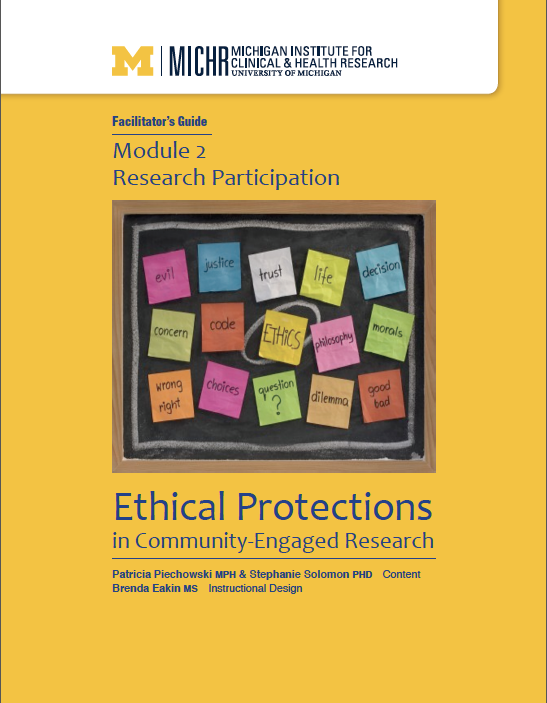 M
MICHR
MICHIGAN INSTITUTE FOR
CLINICAL & HEALTH RESEARCH
UNIVERSITY OF MICHIGAN
Facilitator's Guide
Module 2
Research Participation
evil
justice
trust
life
decision
concern
code
ETHICS
philosophy
morals
wrong
right
choices
question
?
dilemma
good
bad
Ethical Protections
in Community-Engaged Research
Patricia Piechowski MPH & Stephanie Solomon PHD Content
Brenda Eakin MS Instructional Design